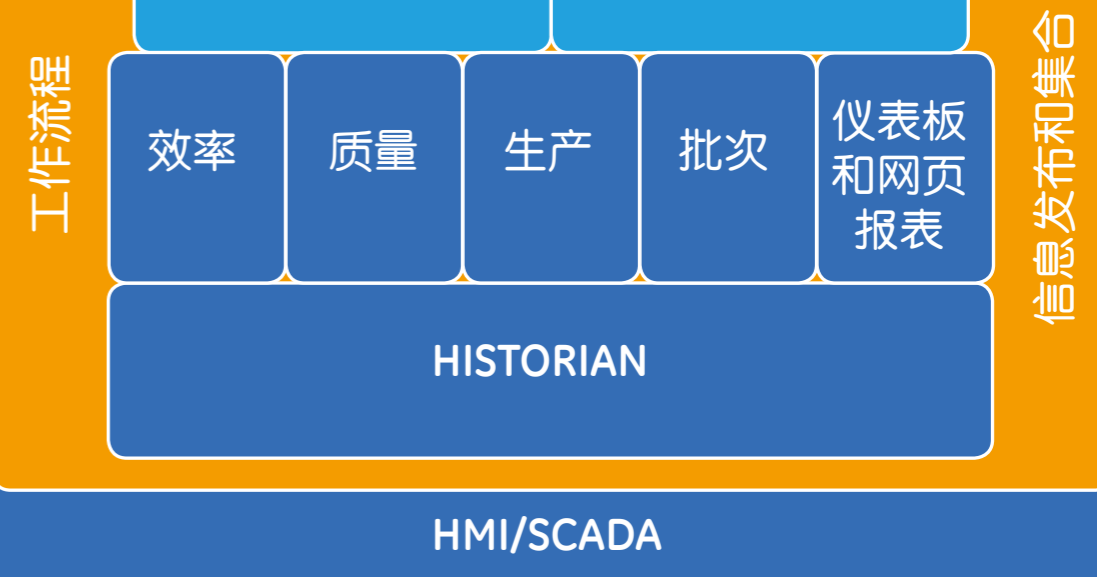 工作流程
效率
质量
生产
批次
仪表板
和网页
报表
信息发布和集合
HISTORIAN
HMI/SCADA